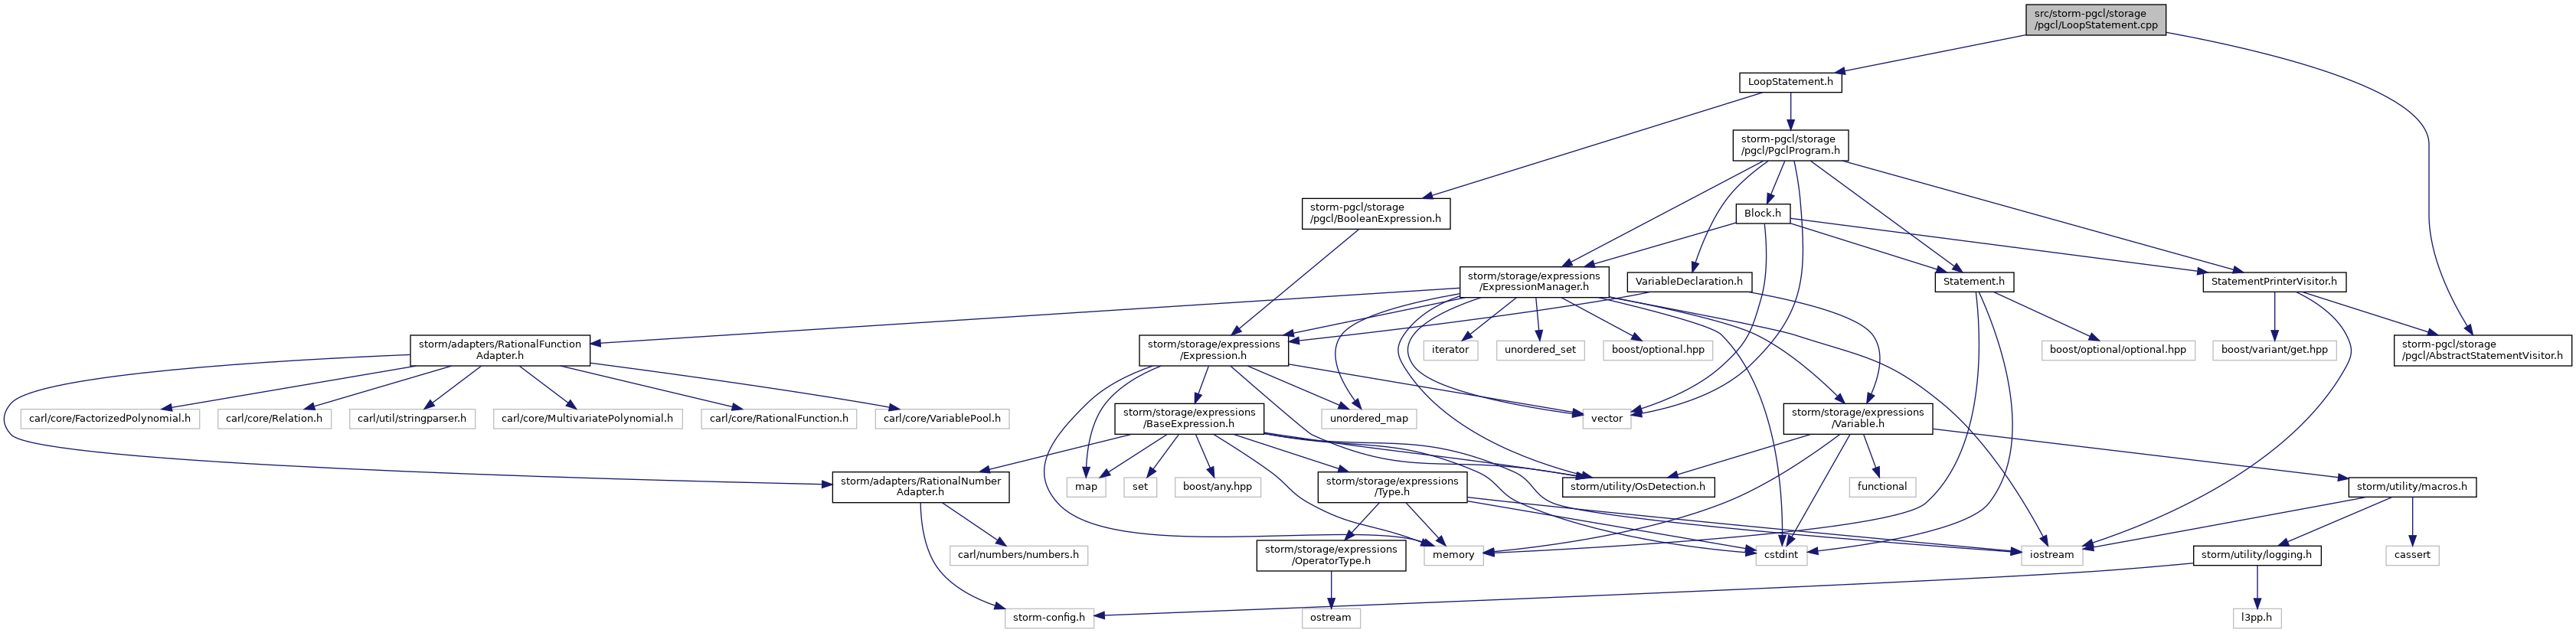 src/storm-pgcl/storage
/pgcl/LoopStatement.cpp
LoopStatement.h
storm-pgcl/storage
/pgcl/PgclProgram.h
storm-pgcl/storage
/pgcl/BooleanExpression.h
Block.h
storm/storage/expressions
/ExpressionManager.h
VariableDeclaration.h
Statement.h
StatementPrinterVisitor.h
storm/adapters/RationalFunction
Adapter.h
storm/storage/expressions
/Expression.h
iterator
unordered_set
boost/optional.hpp
boost/optional/optional.hpp
boost/variant/get.hpp
storm-pgcl/storage
/pgcl/AbstractStatementVisitor.h
carl/core/FactorizedPolynomial.h
carl/core/Relation.h
carl/util/stringparser.h
carl/core/MultivariatePolynomial.h
carl/core/RationalFunction.h
carl/core/VariablePool.h
storm/storage/expressions
/BaseExpression.h
unordered_map
vector
storm/storage/expressions
/Variable.h
storm/adapters/RationalNumber
Adapter.h
map
set
boost/any.hpp
storm/storage/expressions
/Type.h
storm/utility/OsDetection.h
functional
storm/utility/macros.h
carl/numbers/numbers.h
storm/storage/expressions
/OperatorType.h
memory
cstdint
iostream
storm/utility/logging.h
cassert
storm-config.h
ostream
l3pp.h